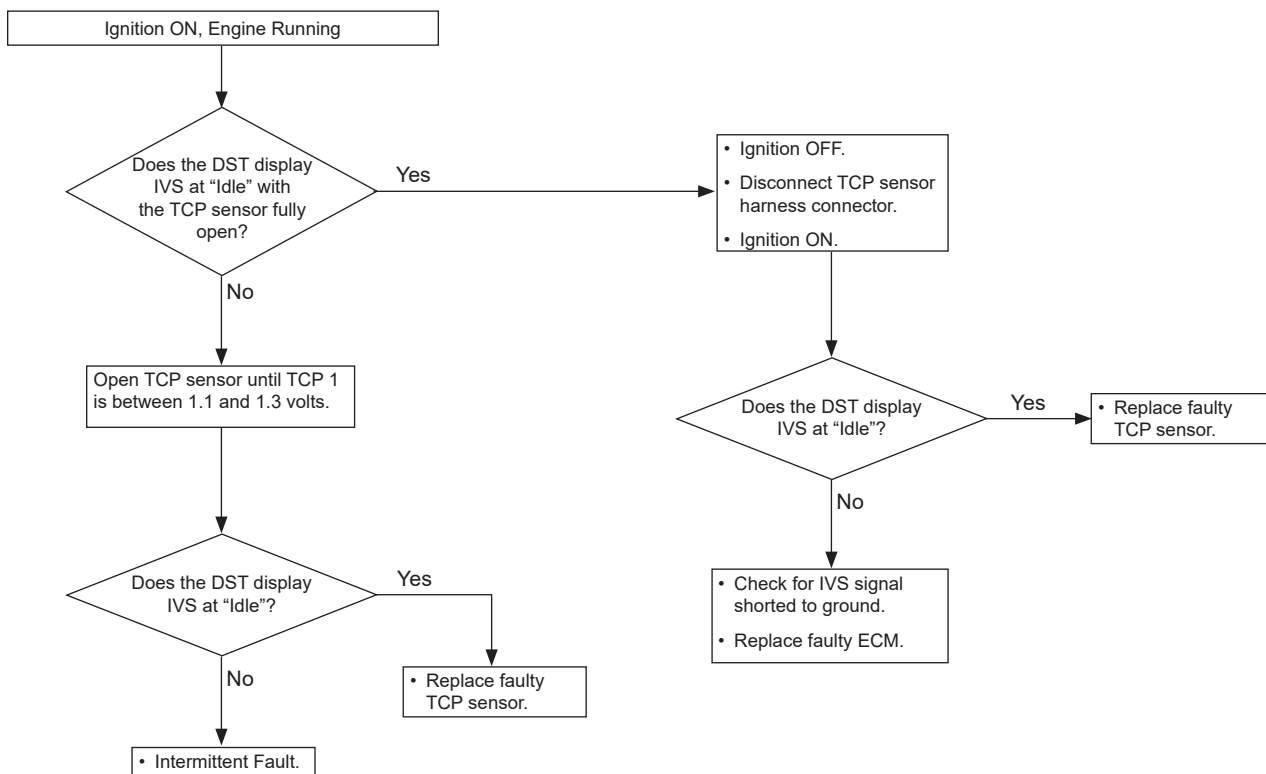 Ignition ON, Engine Running
Does the DST display
IVS at “Idle” with
the TCP sensor fully
open?
Yes
• Ignition OFF.
• Disconnect TCP sensor
harness connector.
• Ignition ON.
No
Open TCP sensor until TCP 1
is between 1.1 and 1.3 volts.
Does the DST display
IVS at “Idle”?
Yes
• Replace faulty
TCP sensor.
No
• Check for IVS signal
shorted to ground.
• Replace faulty ECM.
Does the DST display
IVS at “Idle”?
Yes
• Replace faulty
TCP sensor.
No
• Intermittent Fault.